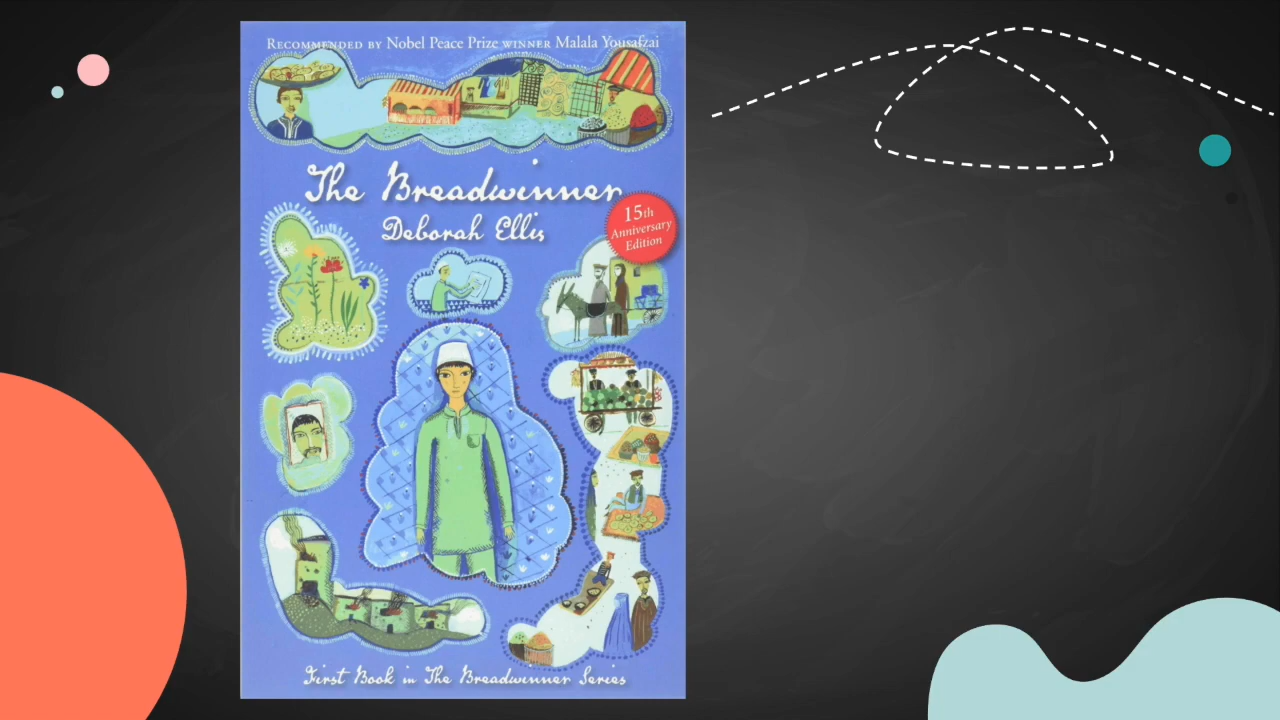 Recommended by Nobel Peace Prize winner Malala Yousafzai
The Breadwinner
Deborah Ellis
15th
Anniversary
Edition
First Book in The Breadwinner Series